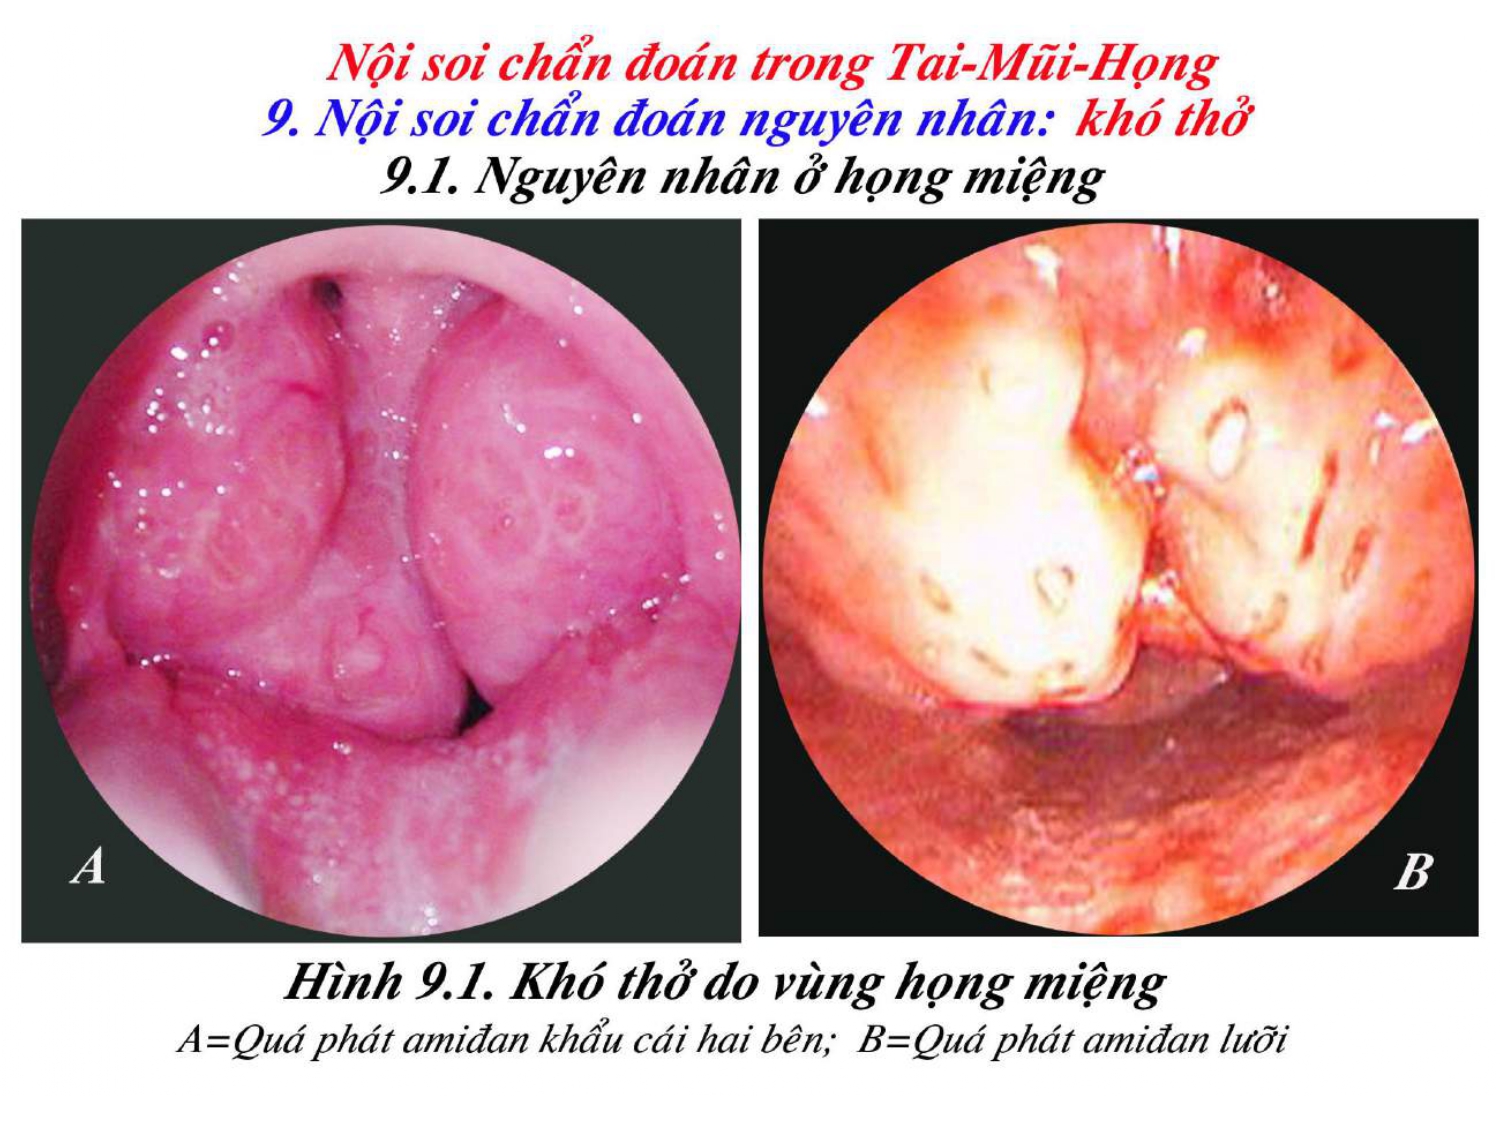 Nội soi chẩn đoán trong Tai-Mũi-Họng
9. Nội soi chẩn đoán nguyên nhân: khó thở
9.1. Nguyên nhân ở họng miệng
A
B
Hình 9.1. Khó thở do vùng họng miệng
A=Quá phát amiđan khẩu cái hai bên; B=Quá phát amiđan lưỡi